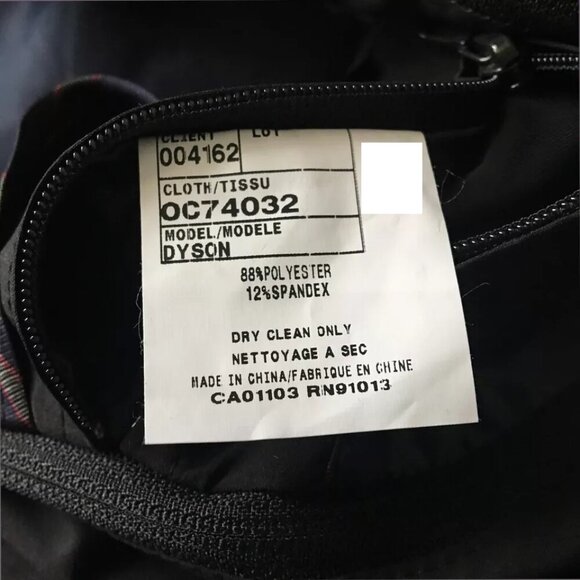 CLIENT LOT
004162
CLOTH/TISSU
OC74032
MODEL/MODELE
DYSON
88%POLYESTER
12%SPANDEX
DRY CLEAN ONLY
NETTOYAGE A SEC
MADE IN CHINA/FABRIQUE EN CHINE
CA01103 RN91013